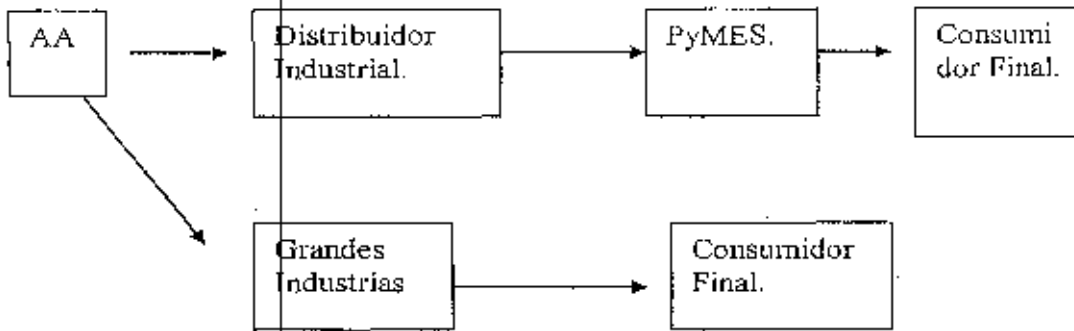 AA
Distribuidor
Industrial.
PyMES.
Consumi
dor Final.
Grandes
Industrias
Consumidor
Final.